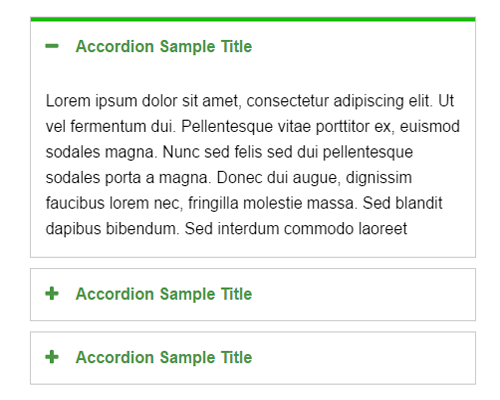 Accordion Sample Title
Lorem ipsum dolor sit amet, consectetur adipiscing elit. Ut
vel fermentum dui. Pellentesque vitae porttitor ex, euismod
sodales magna. Nunc sed felis sed dui pellentesque
sodales porta a magna. Donec dui augue, dignissim
faucibus lorem nec, fringilla molestie massa. Sed blandit
dapibus bibendum. Sed interdum commodo laoreet
Accordion Sample Title
Accordion Sample Title